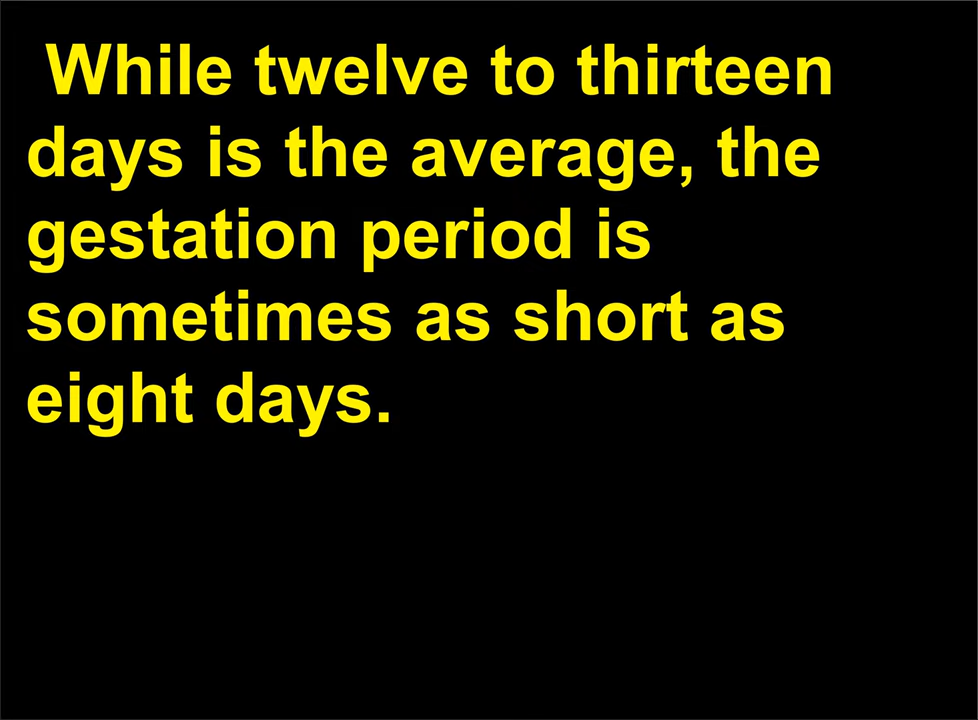 While twelve to thirteen
days is the average, the
gestation period is
sometimes as short as
eight days.